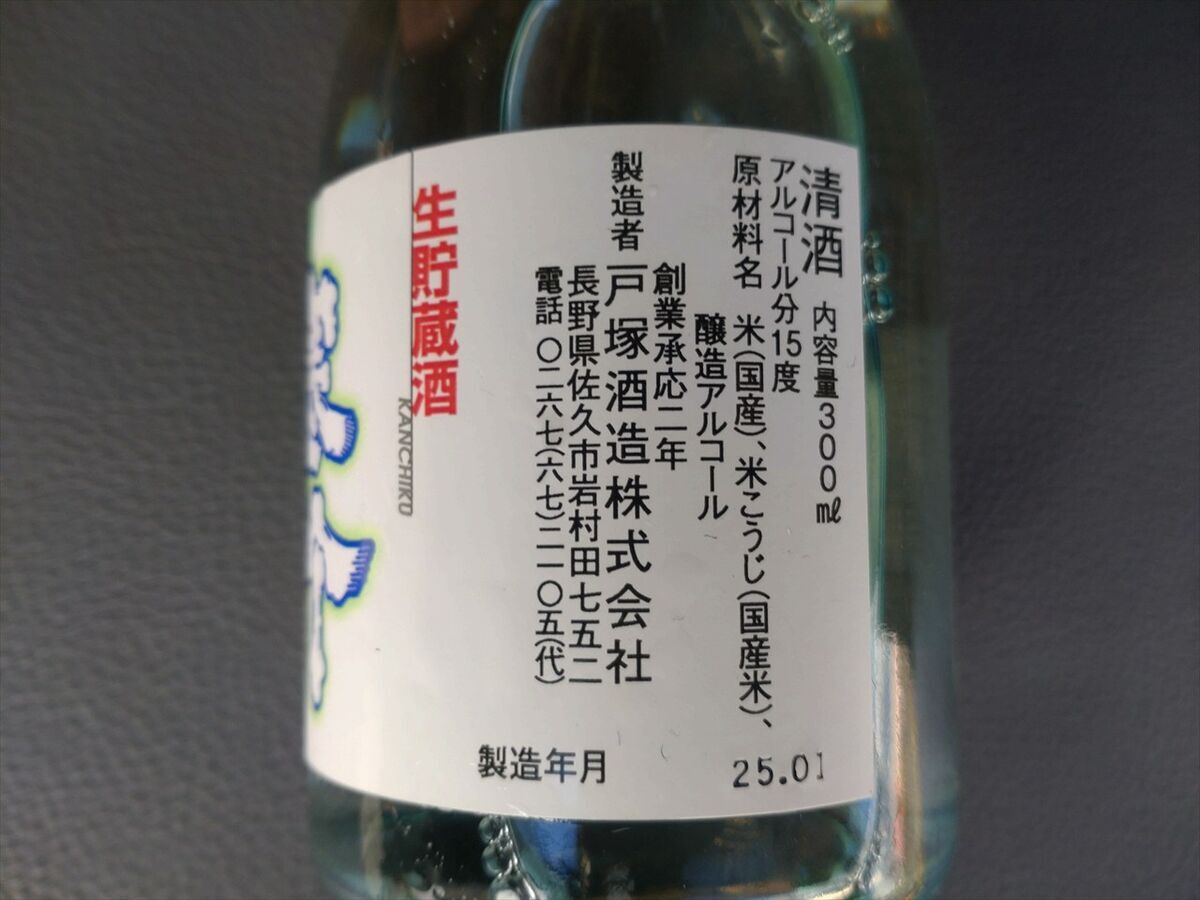 清酒 内容量300㎖
アルコール分15度
原材料名 米(国産)、米こうじ(国産米)、
醸造アルコール
創業承応二年
製造者 戸塚酒造株式会社
長野県佐久市岩村田七五二
電話 〇二六七(六七)二一〇五(代)
製造年月 25.01
生貯蔵酒
KANCHIKU